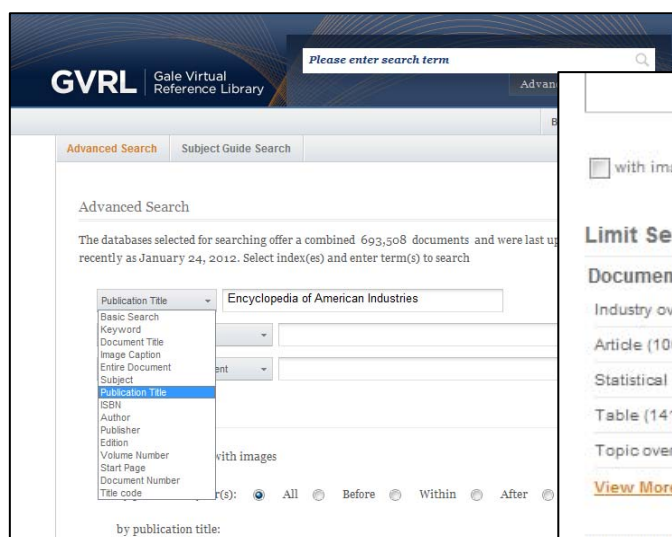 Please enter search term
GVRL Gale Virtual
Reference Library
Advan
B
Advanced Search Subject Guide Search
Advanced Search
The databases selected for searching offer a combined 693,508 documents and were last up
recently as January 24, 2012. Select index(es) and enter term(s) to search
Publication Title Encyclopedia of American Industries
Basic Search
Keyword
Document Title
Image Caption
Entire Document
ent
Subject
Publication Title
ISBN
Author
Publisher
Edition
Volume Number
with images
Start Page
Document Number
Title code
r(s): All Before Within After
by publication title:
with ima
Limit Se
Documen
Industry ov
Article (10
Statistical
Table (141
Topic over
View More